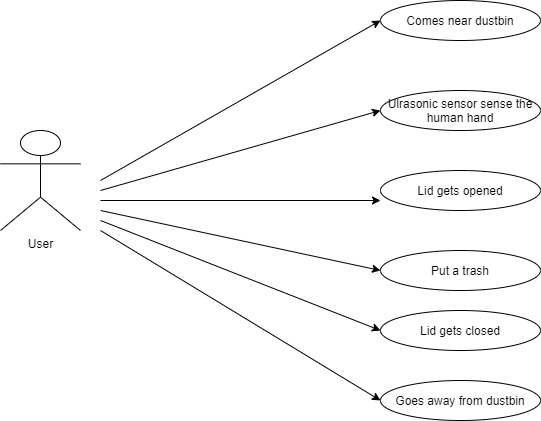 Comes near dustbin
Ulrasonic sensor sense the
human hand
Lid gets opened
User
Put a trash
Lid gets closed
Goes away from dustbin